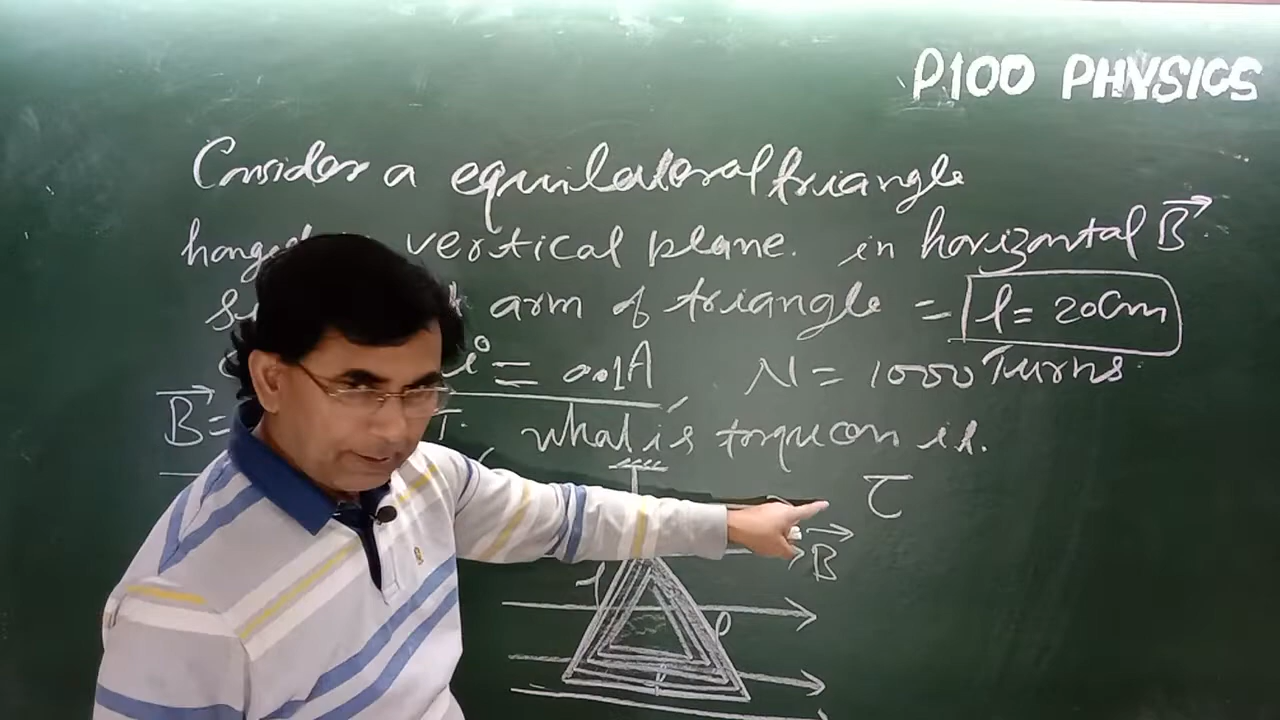 P100 PHYSICS
Consider a equilateral triangle
vertical plane. in horizontal B
arm of triangle = l = 20cm
i = 0.1A N = 1000 Turns.
B = T. what is torque on it.
τ
B
l
l
l